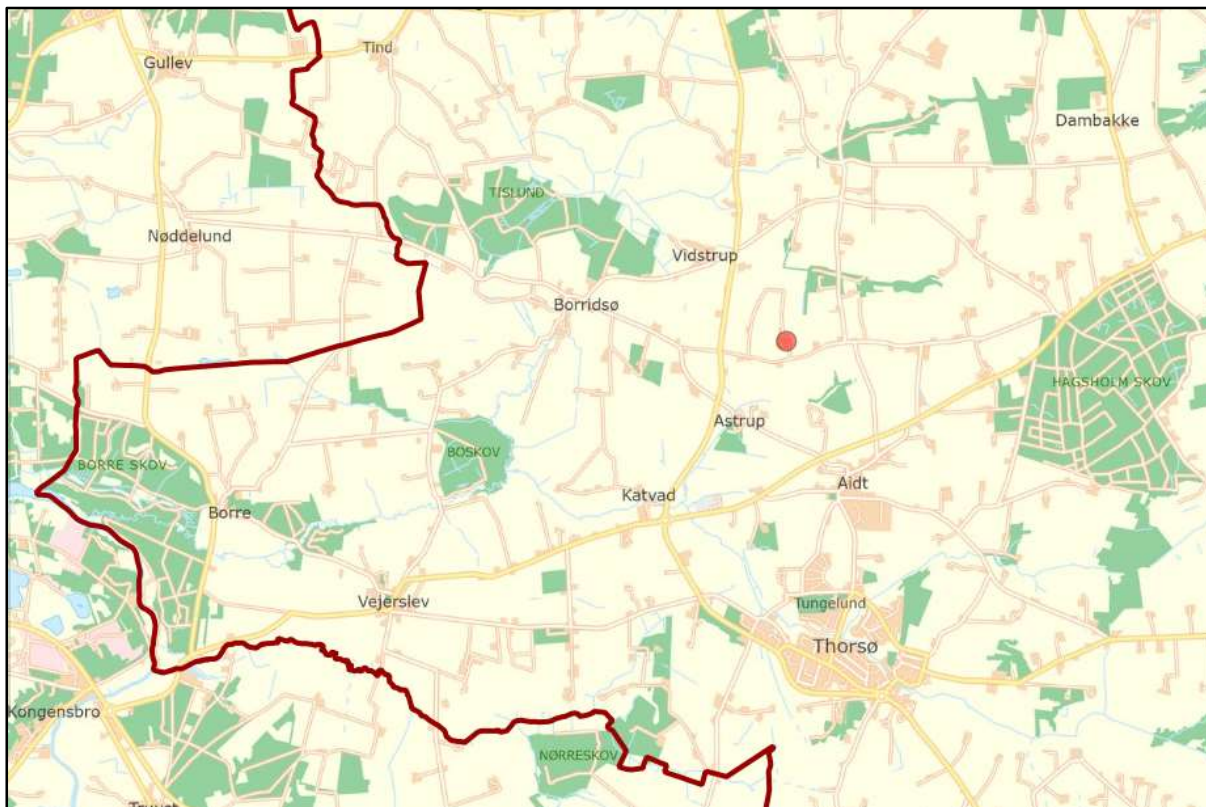 Tind
Gullev
Dambakke
TISLUND
Nøddelund
Vidstrup
Borridsø
HAGSHOLM SKOV
Astrup
BOSKOV
BORRE SKOV
Aidt
Katvad
Borre
Vejerslev
Tungelund
Thorsø
Kongensbro
NØRRESKOV